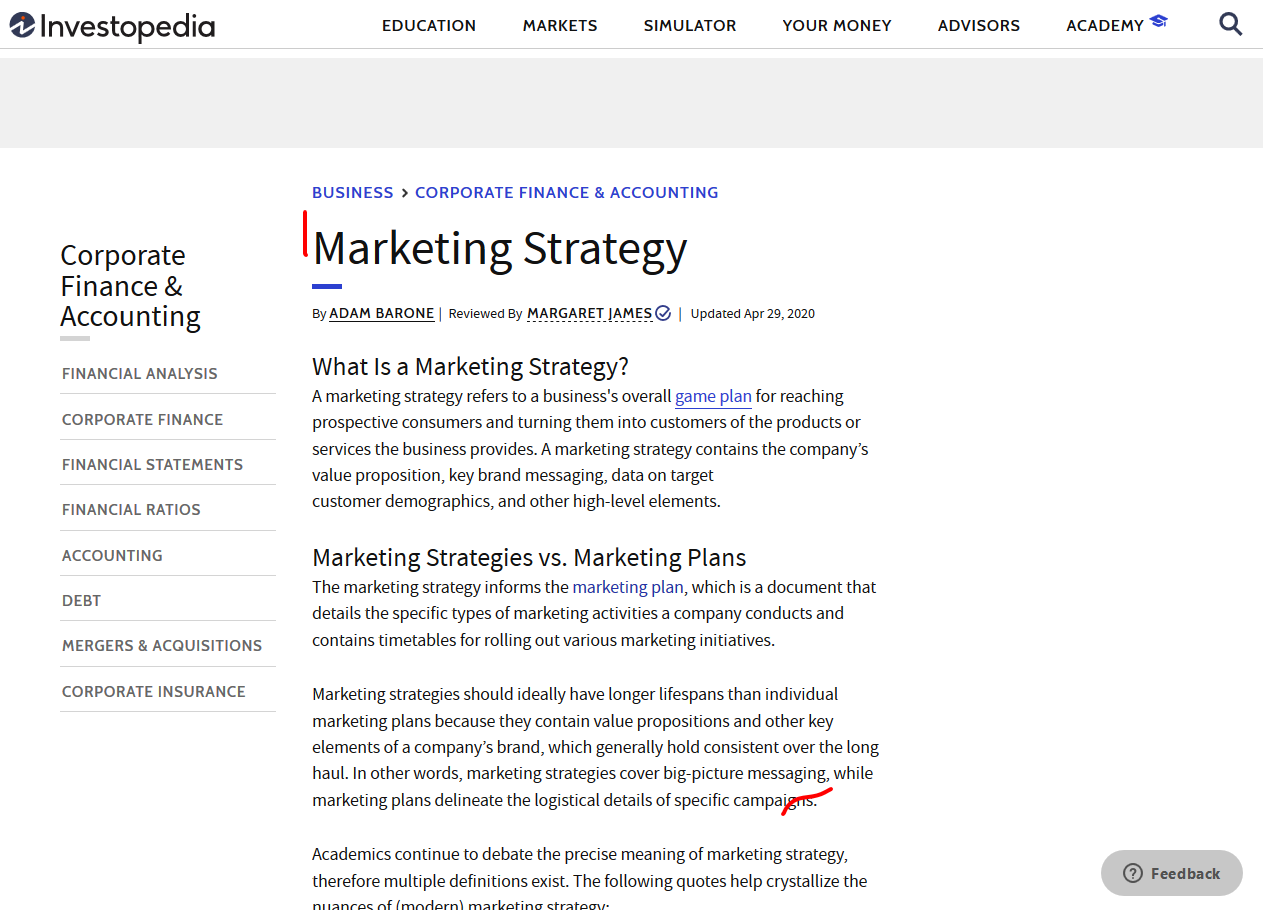 Investopedia
EDUCATION MARKETS SIMULATOR YOUR MONEY ADVISORS ACADEMY
BUSINESS > CORPORATE FINANCE & ACCOUNTING
Marketing Strategy
By ADAM BARONE | Reviewed By MARGARET JAMES | Updated Apr 29, 2020
Corporate
Finance &
Accounting
FINANCIAL ANALYSIS
CORPORATE FINANCE
FINANCIAL STATEMENTS
FINANCIAL RATIOS
ACCOUNTING
DEBT
MERGERS & ACQUISITIONS
CORPORATE INSURANCE
What Is a Marketing Strategy?
A marketing strategy refers to a business's overall game plan for reaching
prospective consumers and turning them into customers of the products or
services the business provides. A marketing strategy contains the company’s
value proposition, key brand messaging, data on target
customer demographics, and other high-level elements.
Marketing Strategies vs. Marketing Plans
The marketing strategy informs the marketing plan, which is a document that
details the specific types of marketing activities a company conducts and
contains timetables for rolling out various marketing initiatives.
Marketing strategies should ideally have longer lifespans than individual
marketing plans because they contain value propositions and other key
elements of a company’s brand, which generally hold consistent over the long
haul. In other words, marketing strategies cover big-picture messaging, while
marketing plans delineate the logistical details of specific campaigns.
Academics continue to debate the precise meaning of marketing strategy,
therefore multiple definitions exist. The following quotes help crystallize the
nuances of (modern) marketing strategy:
Feedback